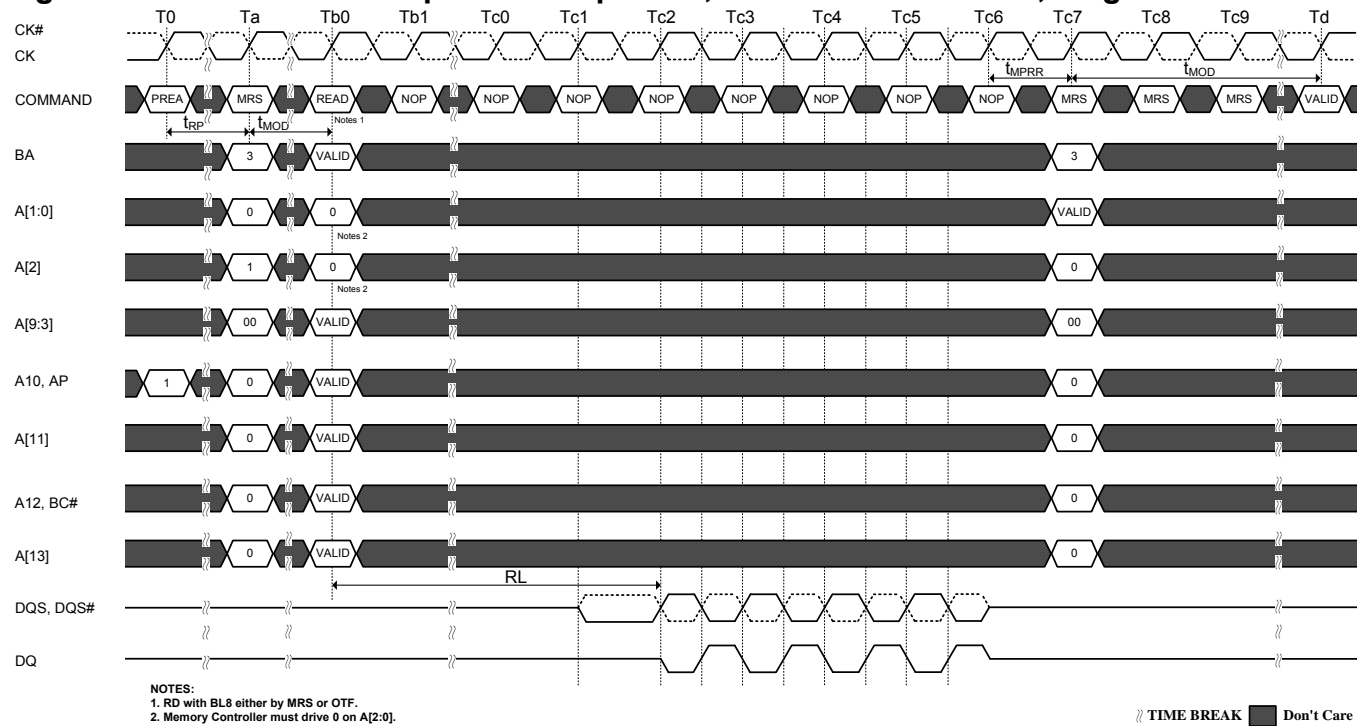 T0 Ta Tb0 Tb1 Tc0 Tc1 Tc2 Tc3 Tc4 Tc5 Tc6 Tc7 Tc8 Tc9 Td
CK#
CK
tMPRR tMOD
COMMAND PREA MRS READ NOP NOP NOP NOP NOP NOP NOP NOP MRS MRS MRS VALID
tRP tMOD Notes 1
BA 3 VALID 3
A[1:0] 0 0 VALID
Notes 2
A[2] 1 0 0
Notes 2
A[9:3] 00 VALID 00
A10, AP 1 0 VALID 0
A[11] 0 VALID 0
A12, BC# 0 VALID 0
A[13] 0 VALID 0
RL
DQS, DQS#
DQ
NOTES:
1. RD with BL8 either by MRS or OTF.
2. Memory Controller must drive 0 on A[2:0].
TIME BREAK Don't Care